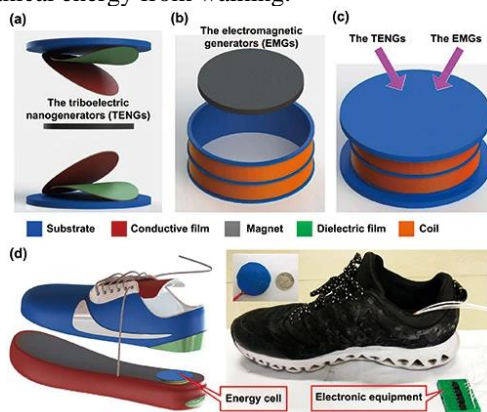 (a)
The triboelectric
nanogenerators (TENGs)
(b)
The electromagnetic
generators (EMGs)
(c)
The TENGs
The EMGs
Substrate
Conductive film
Magnet
Dielectric film
Coil
(d)
Energy cell
Electronic equipment